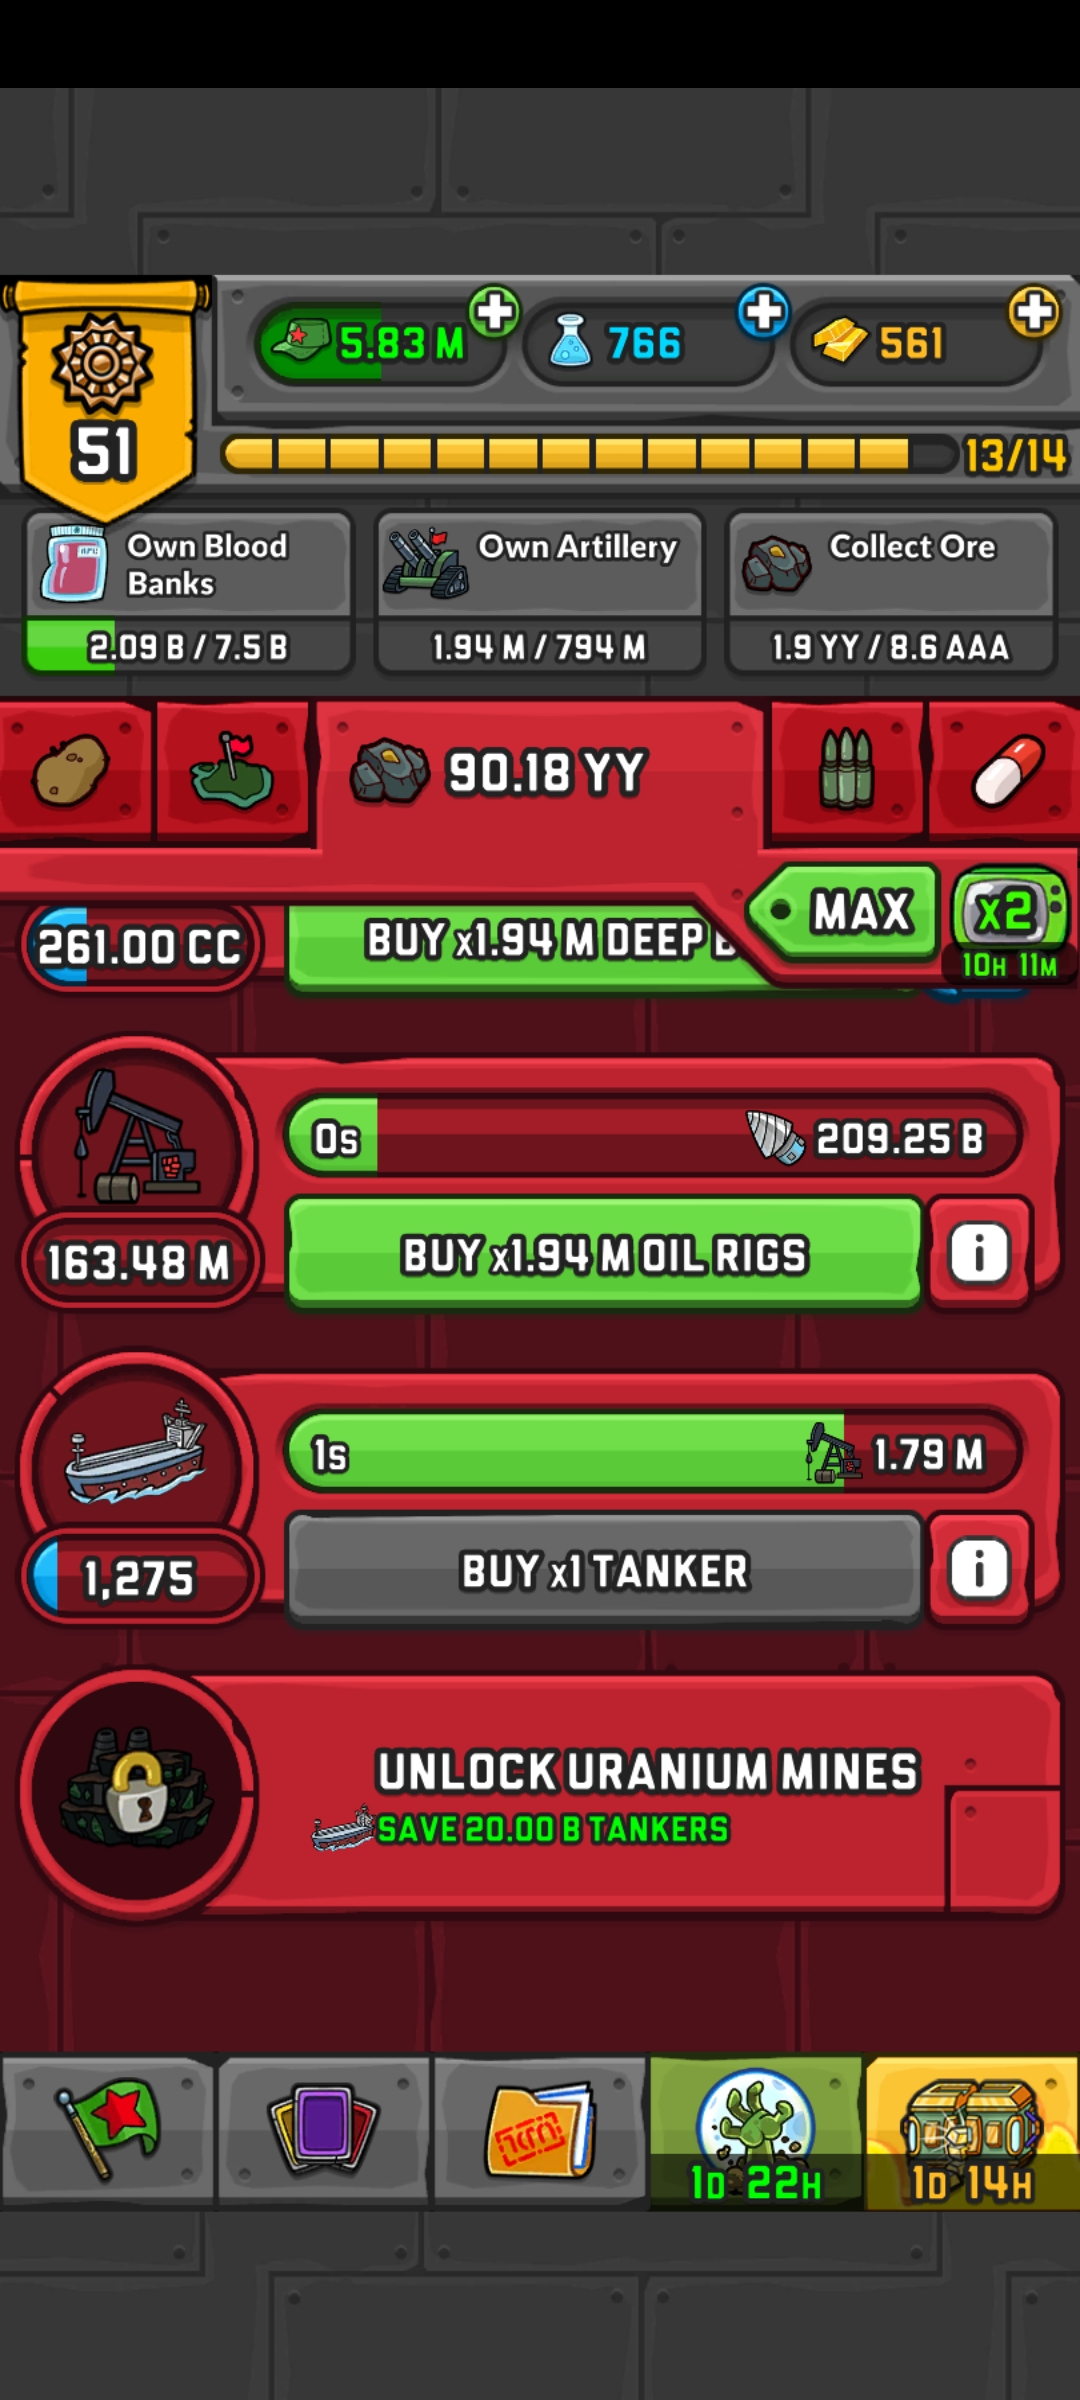 5.83 M
766
561
51
13/14
Own Blood
Banks
2.09 B / 7.5 B
Own Artillery
1.94 M / 794 M
Collect Ore
1.9 YY / 8.6 AAA
90.18 YY
MAX
x2
10H 11M
261.00 CC
BUY x1.94 M DEEP
0s
209.25 B
163.48 M
BUY x1.94 M OIL RIGS
i
1s
1.79 M
1,275
BUY x1 TANKER
i
UNLOCK URANIUM MINES
SAVE 20.00 B TANKERS
1D 22H
1D 14H